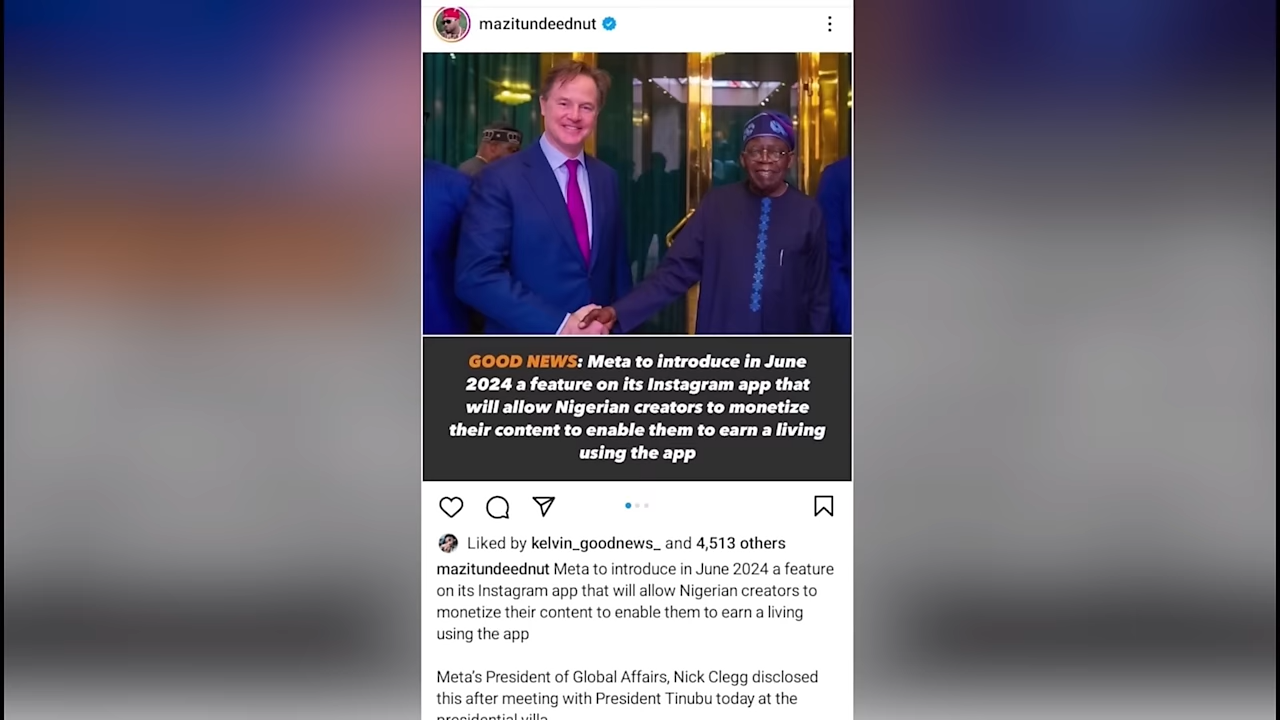 mazitundeednut
GOOD NEWS: Meta to introduce in June
2024 a feature on its Instagram app that
will allow Nigerian creators to monetize
their content to enable them to earn a living
using the app
Liked by kelvin_goodnews_ and 4,513 others
mazitundeednut Meta to introduce in June 2024 a feature
on its Instagram app that will allow Nigerian creators to
monetize their content to enable them to earn a living
using the app
Meta’s President of Global Affairs, Nick Clegg disclosed
this after meeting with President Tinubu today at the
presidential villa